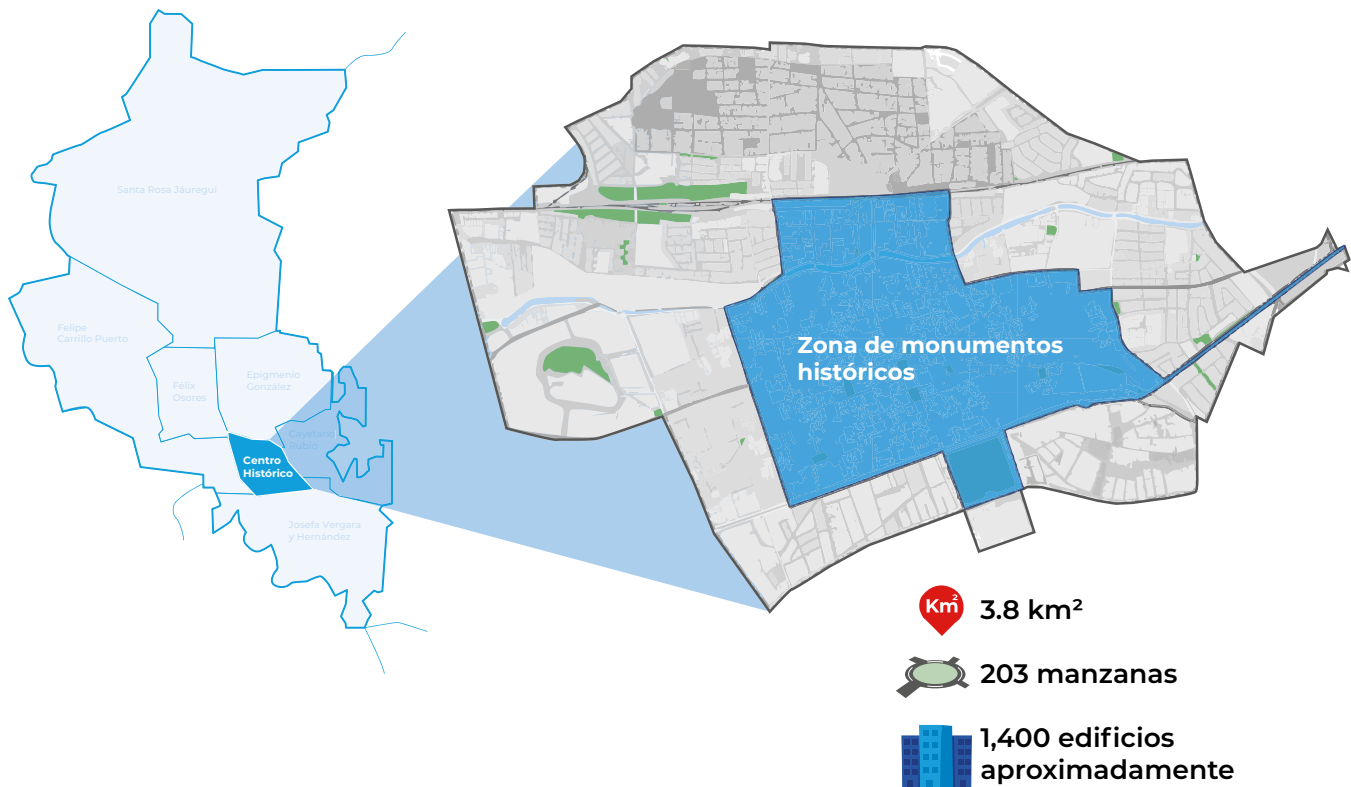 Santa Rosa Jáuregui
Felipe
Carrillo Puerto
Félix
Osores
Epigmenio
González
Cayetano
Rubio
Centro
Histórico
Josefa Vergara
y Hernández
Zona de monumentos
históricos
Km²
3.8 km²
203 manzanas
1,400 edificios
aproximadamente